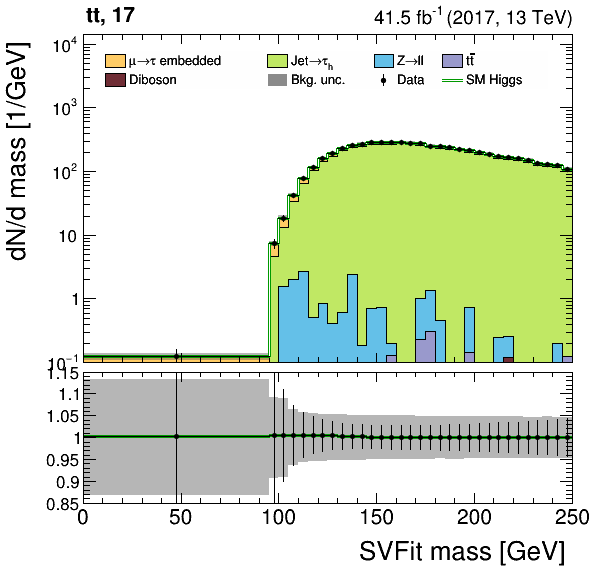 tt, 17
41.5 fb⁻¹ (2017, 13 TeV)
dN/d mass [1/GeV]
μ→τ embedded
Jet→τₕ
Z→ll
tt̅
Diboson
Bkg. unc.
Data
SM Higgs
10⁴
10³
10²
10
1
10⁻¹
1.15
1.1
1.05
1
0.95
0.9
0.85
0 50 100 150 200 250
SVFit mass [GeV]